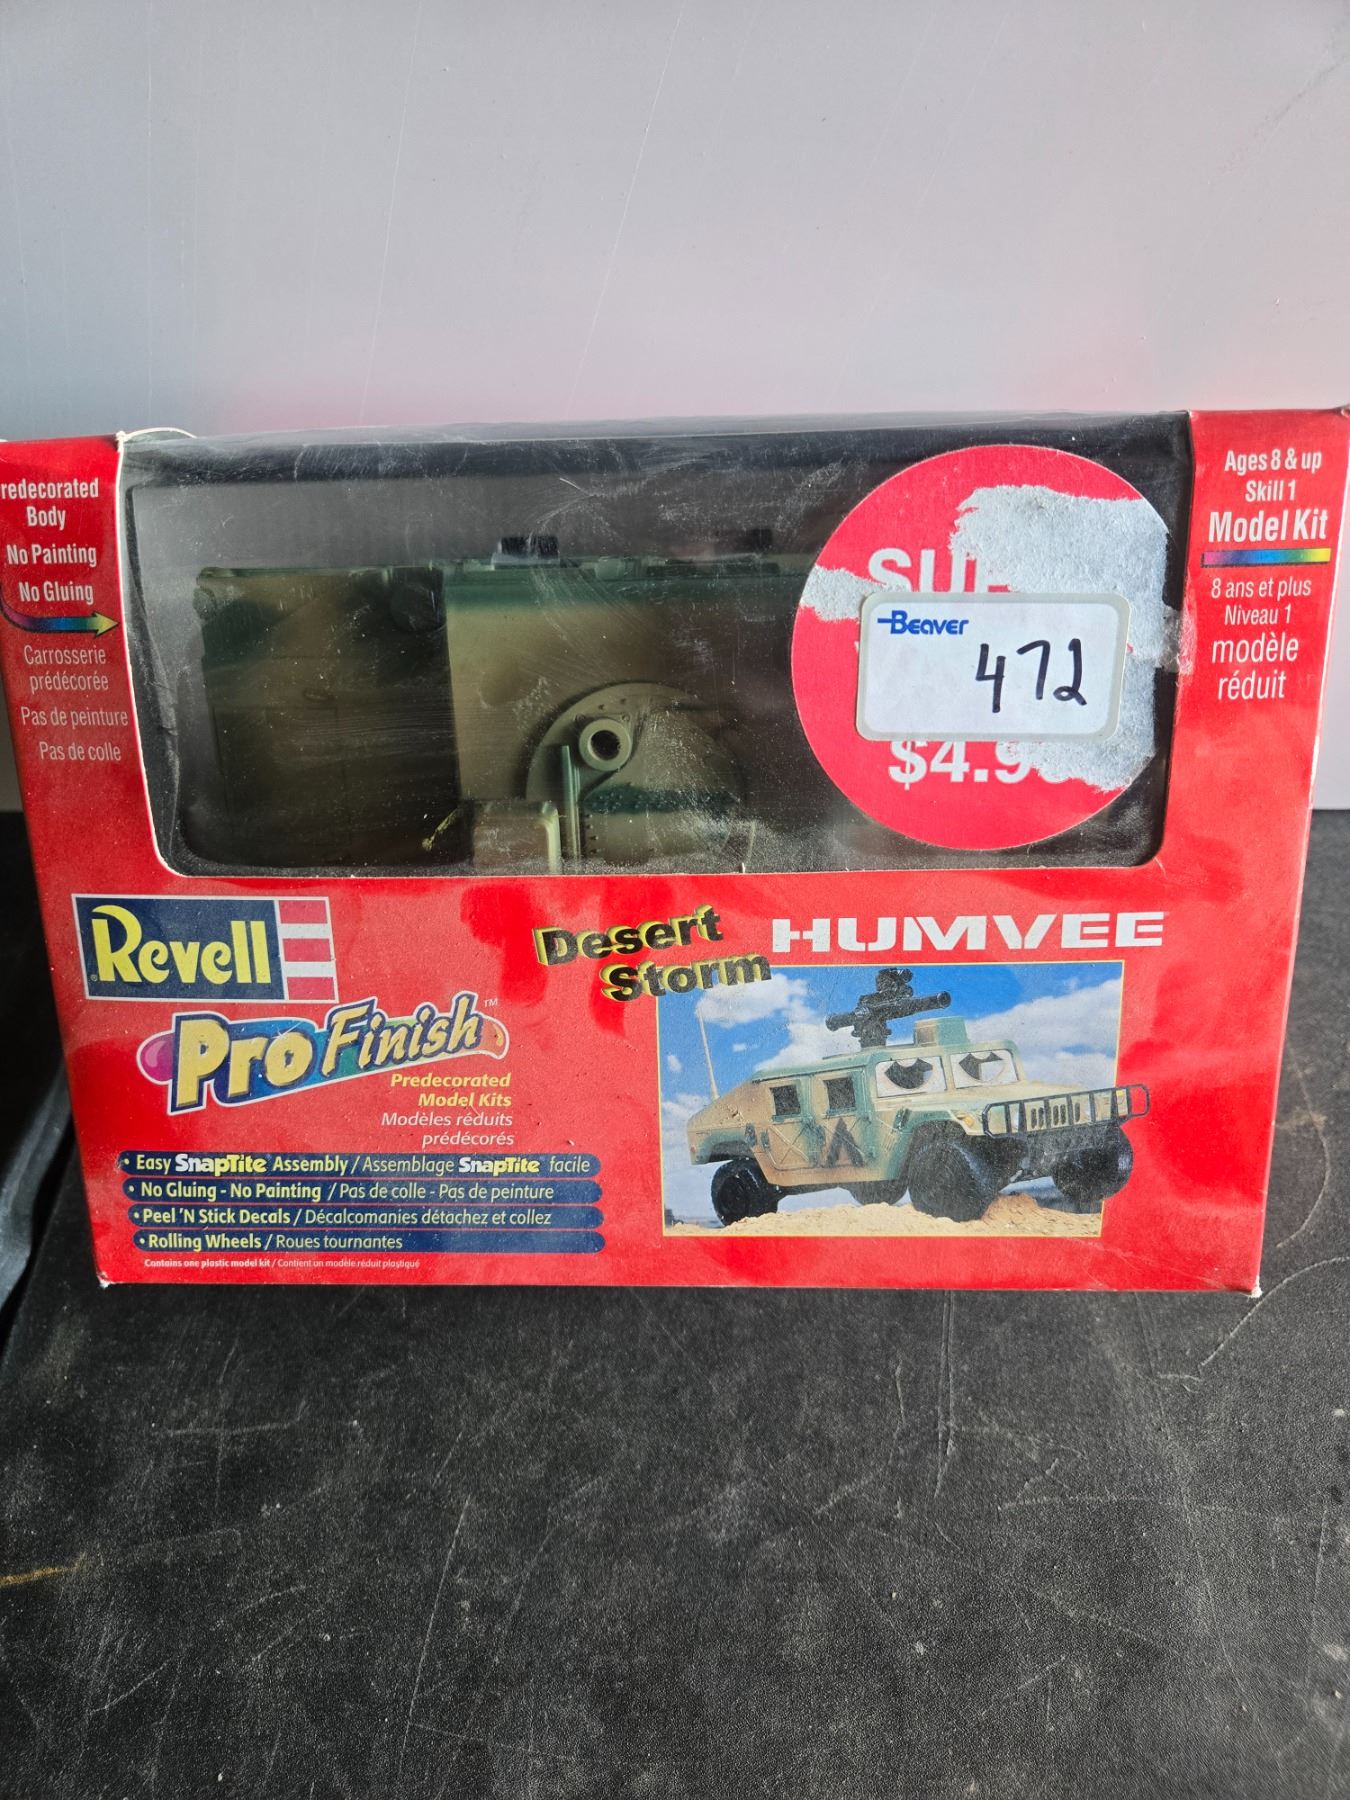 redecorated
Body
No Painting
No Gluing
Carrosserie
prédécorée
Pas de peinture
Pas de colle
Beaver
472
$4.9
Ages 8 & up
Skill 1
Model Kit
8 ans et plus
Niveau 1
modèle
réduit
Revell
Pro Finish™
Predecorated
Model Kits
Modèles réduits
prédécorés
• Easy SnapTite® Assembly / Assemblage SnapTite facile
• No Gluing - No Painting / Pas de colle - Pas de peinture
• Peel 'N Stick Decals / Décalcomanies détachez et collez
• Rolling Wheels / Roues tournantes
Contains one plastic model kit / Contient un modèle réduit plastique
Desert
Storm
HUMVEE